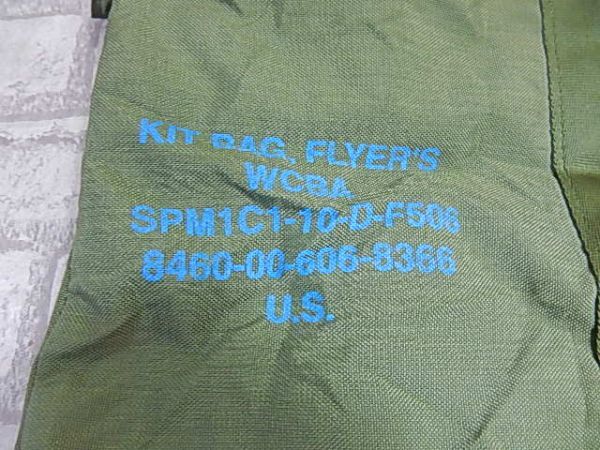 KIT BAG, FLYER'S
WCBA
SPM1C1-10-D-F506
8460-00-606-8366
U.S.